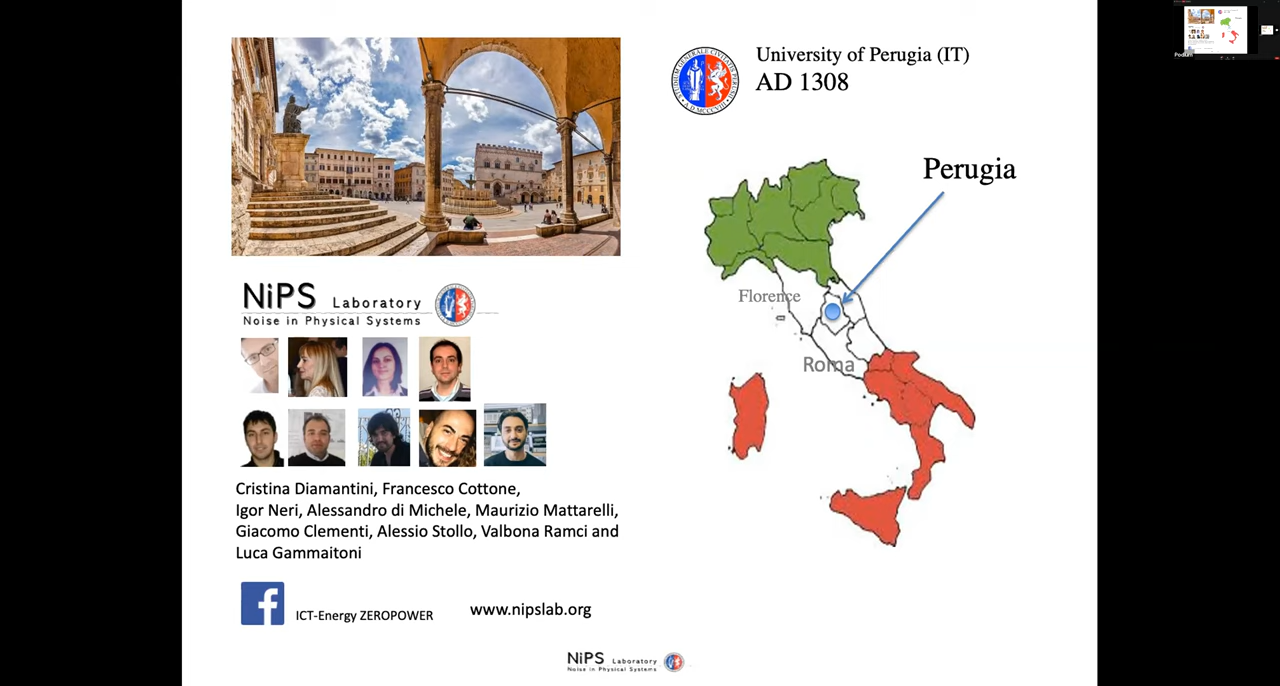 University of Perugia (IT)
AD 1308
Perugia
Florence
Roma
NiPS Laboratory
Noise in Physical Systems
Cristina Diamantini, Francesco Cottone,
Igor Neri, Alessandro di Michele, Maurizio Mattarelli,
Giacomo Clementi, Alessio Stollo, Valbona Ramci and
Luca Gammaitoni
ICT-Energy ZEROPOWER
www.nipslab.org
NiPS Laboratory
Noise in Physical Systems